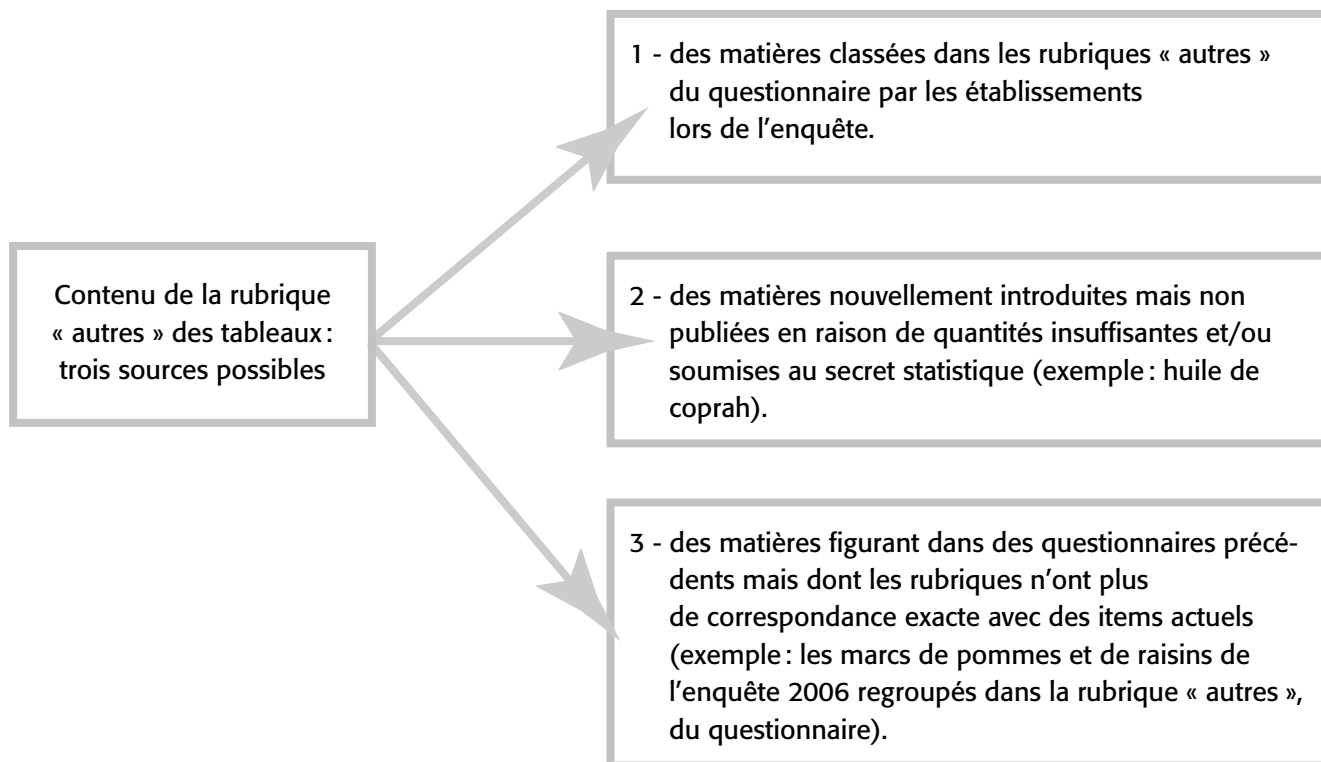 1 - des matières classées dans les rubriques « autres »
du questionnaire par les établissements
lors de l’enquête.
Contenu de la rubrique
« autres » des tableaux :
trois sources possibles
2 - des matières nouvellement introduites mais non
publiées en raison de quantités insuffisantes et/ou
soumises au secret statistique (exemple : huile de
coprah).
3 - des matières figurant dans des questionnaires précé-
dents mais dont les rubriques n’ont plus
de correspondance exacte avec des items actuels
(exemple : les marcs de pommes et de raisins de
l’enquête 2006 regroupés dans la rubrique « autres »,
du questionnaire).